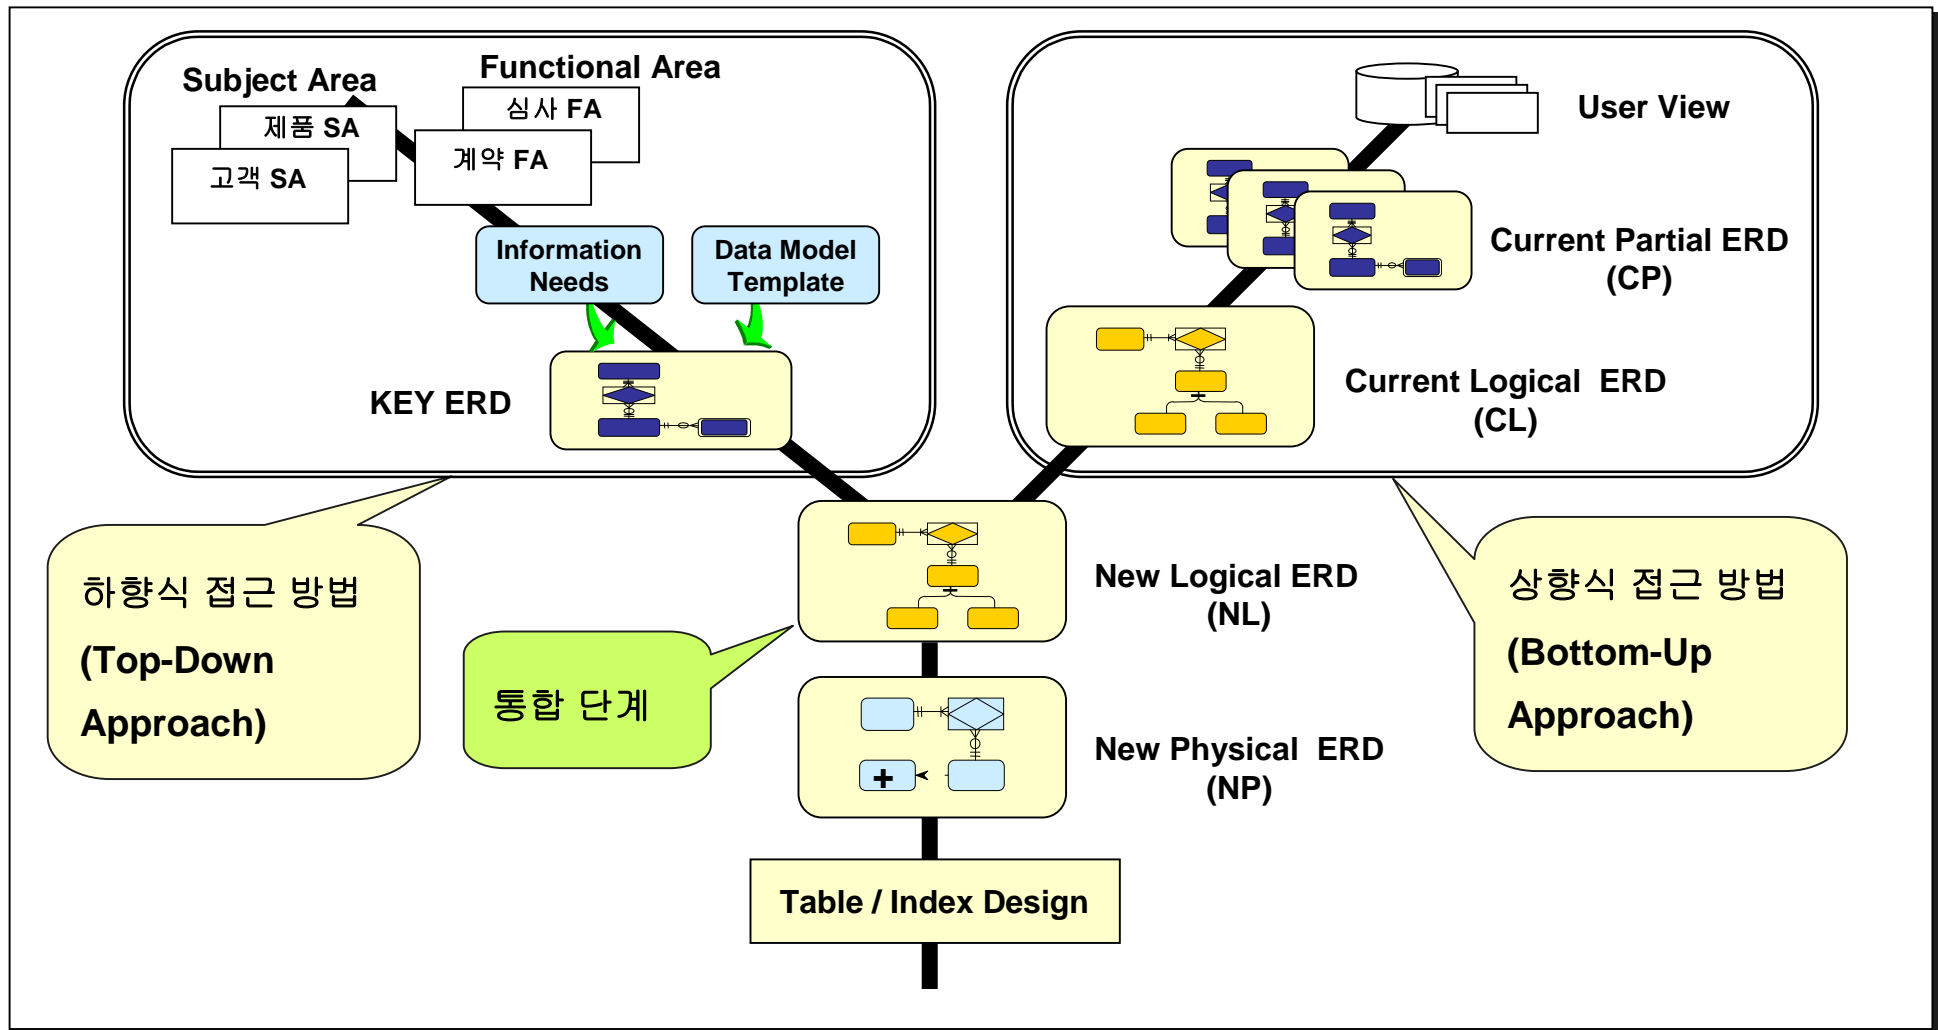 Subject Area
Functional Area
제품 SA
고객 SA
심사 FA
계약 FA
Information
Needs
Data Model
Template
KEY ERD
User View
Current Partial ERD
(CP)
Current Logical ERD
(CL)
하향식 접근 방법
(Top-Down
Approach)
통합 단계
New Logical ERD
(NL)
상향식 접근 방법
(Bottom-Up
Approach)
New Physical ERD
(NP)
Table / Index Design